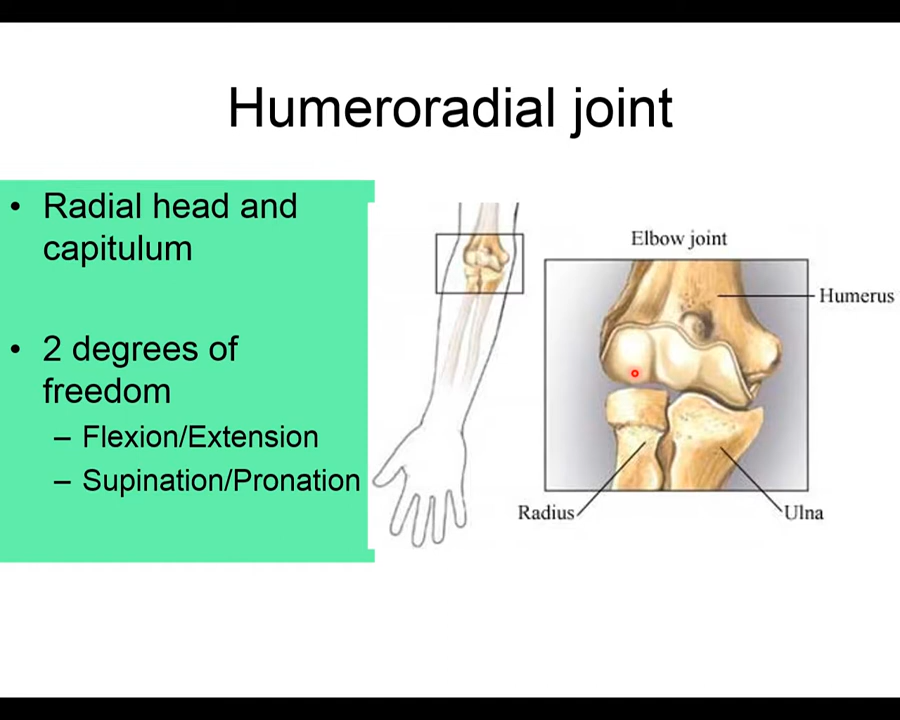 Humeroradial joint
• Radial head and
capitulum
• 2 degrees of
freedom
– Flexion/Extension
– Supination/Pronation
Elbow joint
Humerus
Radius
Ulna